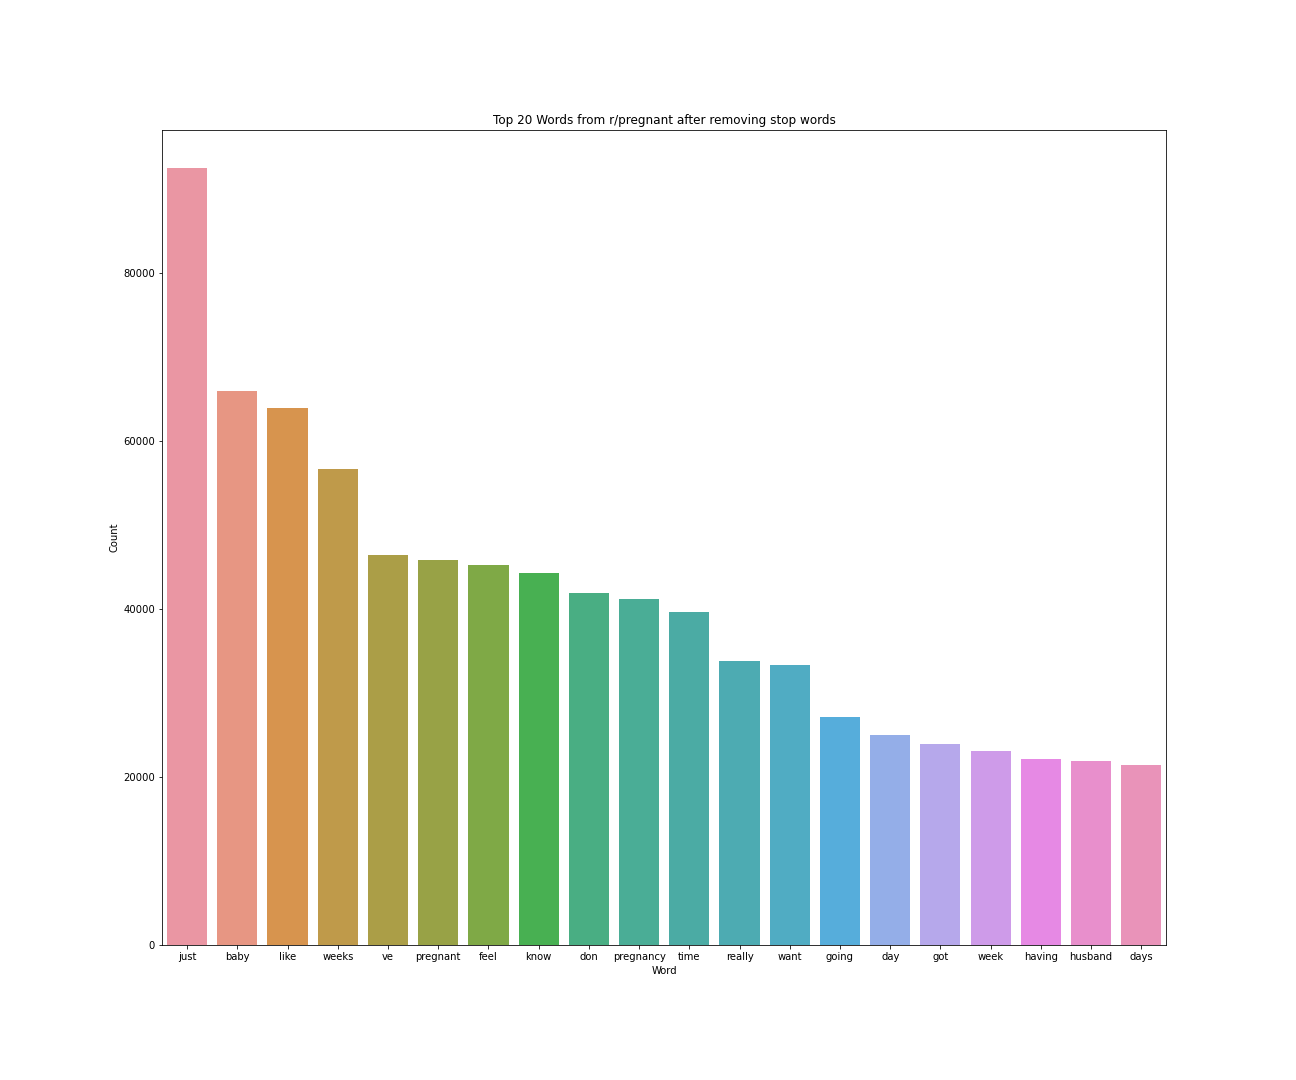 Top 20 Words from r/pregnant after removing stop words
80000
60000
40000
20000
0
Count
just baby like weeks ve pregnant feel know don pregnancy time really want going day got week having husband days
Word